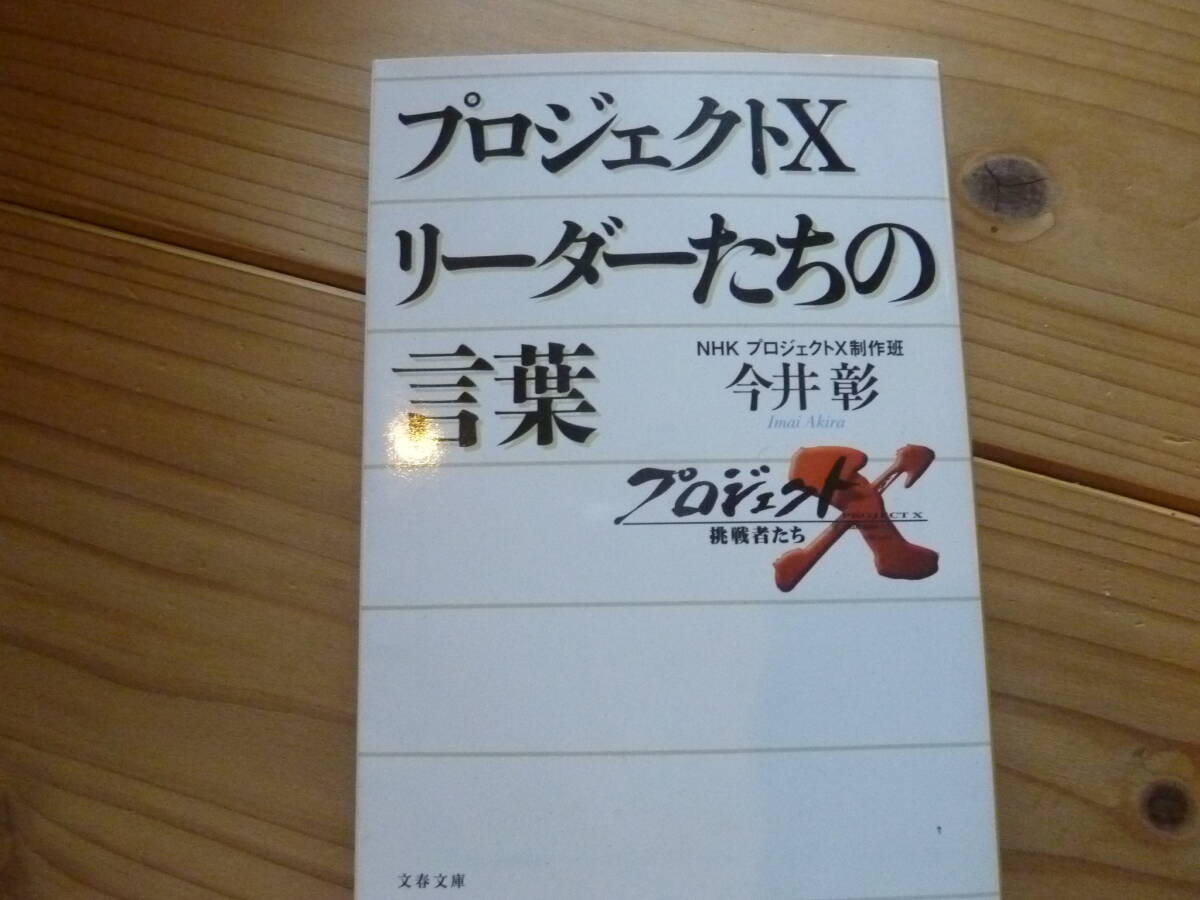 プロジェクトX
リーダーたちの
言葉
NHK プロジェクトX制作班
今井 彰
Imai Akira
プロジェクトX
PROJECT X
挑戦者たち
文春文庫